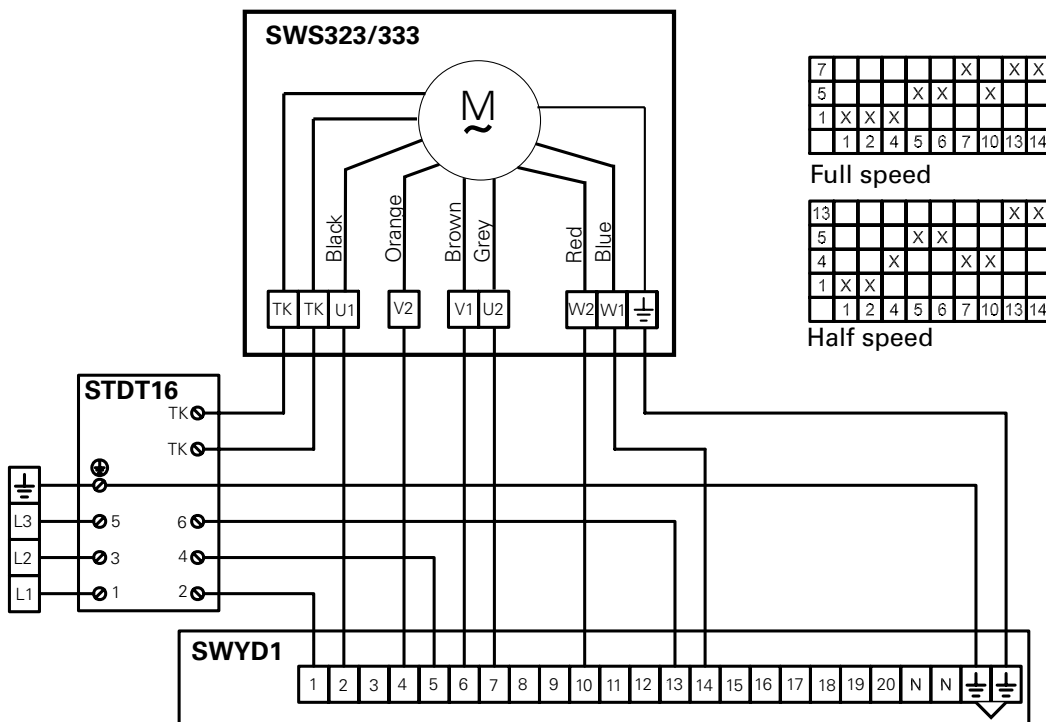 SWS323/333
M
~
Black
Orange
Brown
Grey
Red
Blue
TK TK U1 V2 V1 U2 W2 W1
7 X X X
5 X X X
1 X X X
1 2 4 5 6 7 10 13 14
Full speed
13 X X
5 X X
4 X X X
1 X X
1 2 4 5 6 7 10 13 14
Half speed
STDT16
TK
TK
L3 5 6
L2 3 4
L1 1 2
SWYD1
1 2 3 4 5 6 7 8 9 10 11 12 13 14 15 16 17 18 19 20 N N